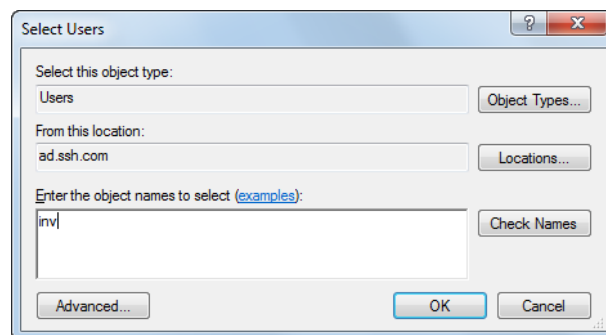 Select Users
Select this object type:
Users
Object Types...
From this location:
ad.ssh.com
Locations...
Enter the object names to select (examples):
inv
Check Names
Advanced...
OK
Cancel